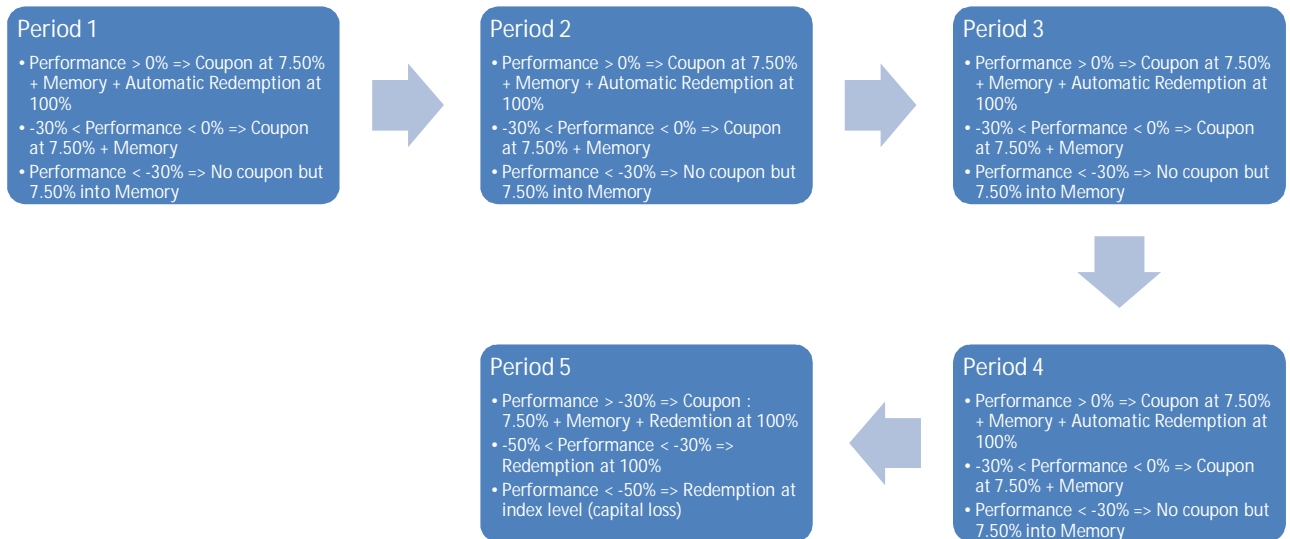 Period 1
• Performance > 0% => Coupon at 7.50%
+ Memory + Automatic Redemption at
100%
• -30% < Performance < 0% => Coupon
at 7.50% + Memory
• Performance < -30% => No coupon but
7.50% into Memory
Period 2
• Performance > 0% => Coupon at 7.50%
+ Memory + Automatic Redemption at
100%
• -30% < Performance < 0% => Coupon
at 7.50% + Memory
• Performance < -30% => No coupon but
7.50% into Memory
Period 3
• Performance > 0% => Coupon at 7.50%
+ Memory + Automatic Redemption at
100%
• -30% < Performance < 0% => Coupon
at 7.50% + Memory
• Performance < -30% => No coupon but
7.50% into Memory
Period 4
• Performance > 0% => Coupon at 7.50%
+ Memory + Automatic Redemption at
100%
• -30% < Performance < 0% => Coupon
at 7.50% + Memory
• Performance < -30% => No coupon but
7.50% into Memory
Period 5
• Performance > -30% => Coupon :
7.50% + Memory + Redemtion at 100%
• -50% < Performance < -30% =>
Redemption at 100%
• Performance < -50% => Redemption at
index level (capital loss)